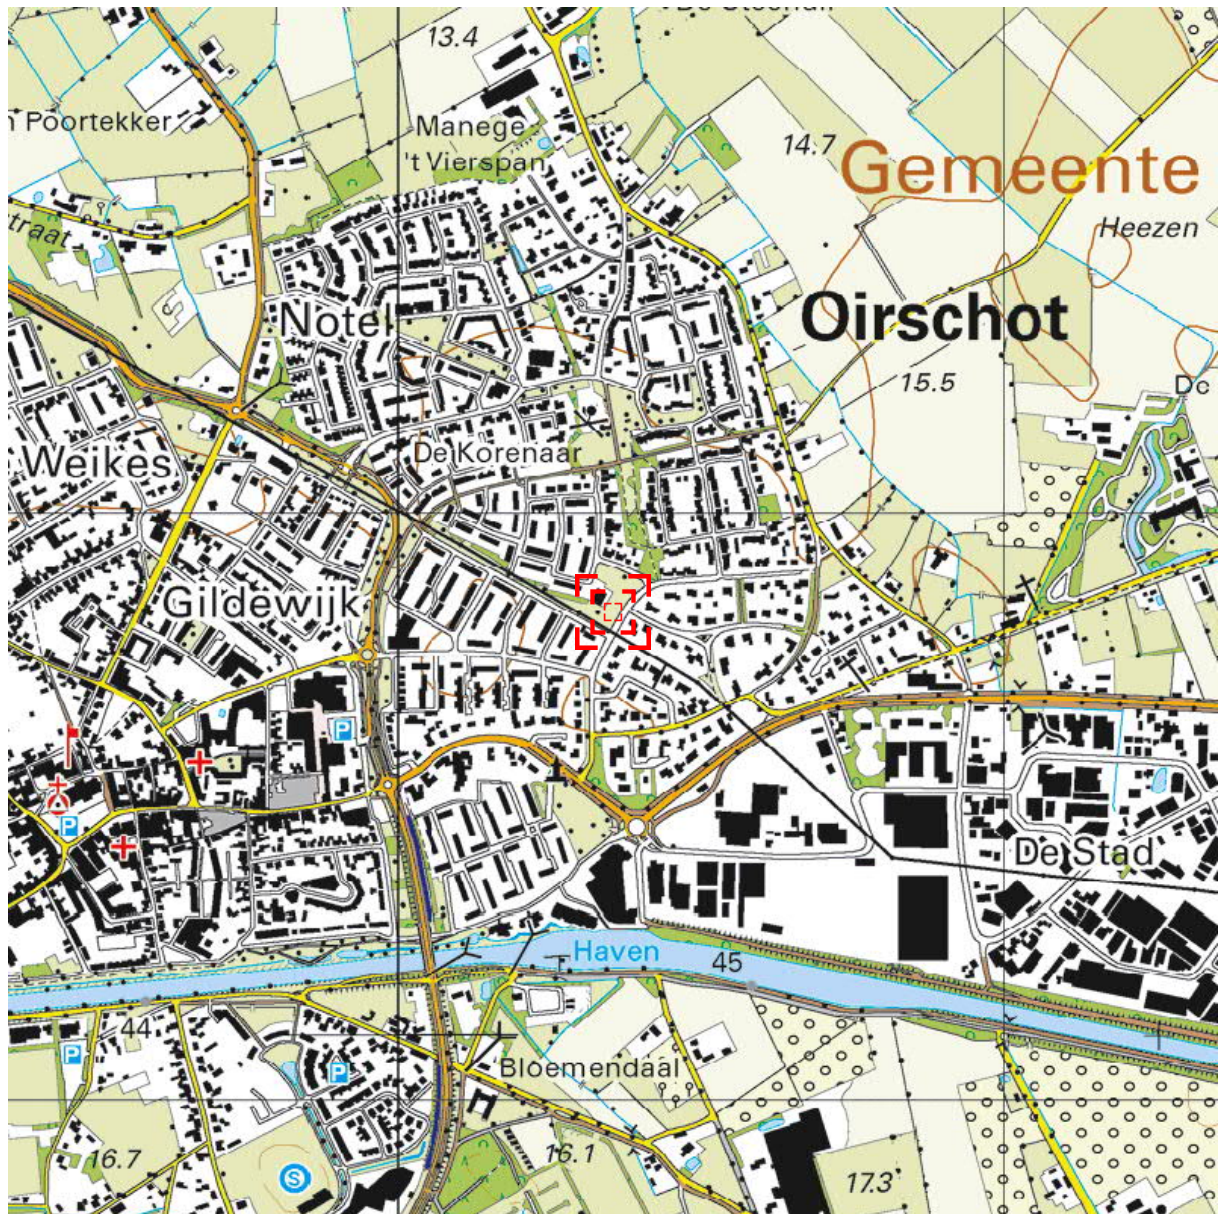 13.4
Poortekker
Manege
't Vierspan
14.7
Gemeente
Heezen
straat
Notel
Oirschot
15.5
De Korenaar
Weikes
Gildewijk
P
P
De Stad
Haven
45
44
P
P
Bloemendaal
16.7
16.1
17.3
S